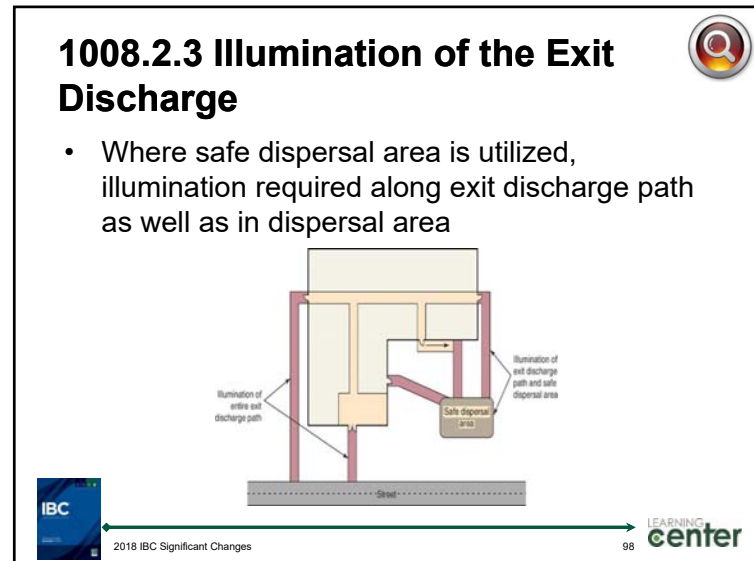 1008.2.3 Illumination of the Exit
Discharge
• Where safe dispersal area is utilized,
illumination required along exit discharge path
as well as in dispersal area
Illumination of
exit discharge
path and safe
dispersal area
Illumination of
entire exit
discharge path
Safe dispersal
area
Street
IBC
2018 IBC Significant Changes
98
LEARNING
center